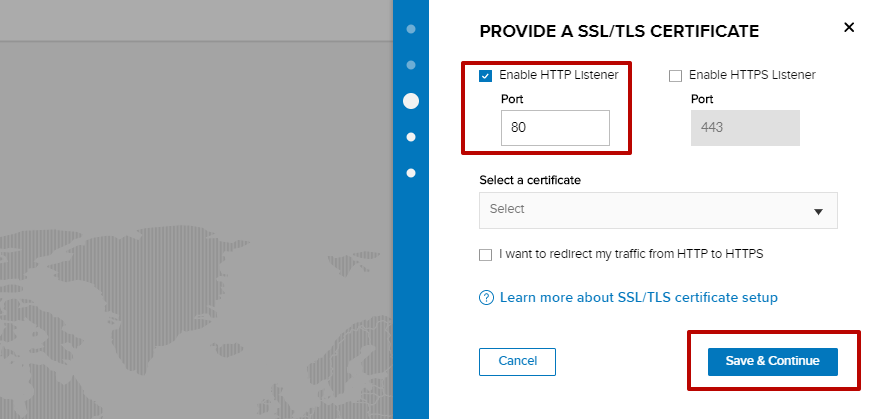 PROVIDE A SSL/TLS CERTIFICATE
Enable HTTP Listener
Enable HTTPS Listener
Port
Port
80
443
Select a certificate
Select
I want to redirect my traffic from HTTP to HTTPS
? Learn more about SSL/TLS certificate setup
Cancel
Save & Continue